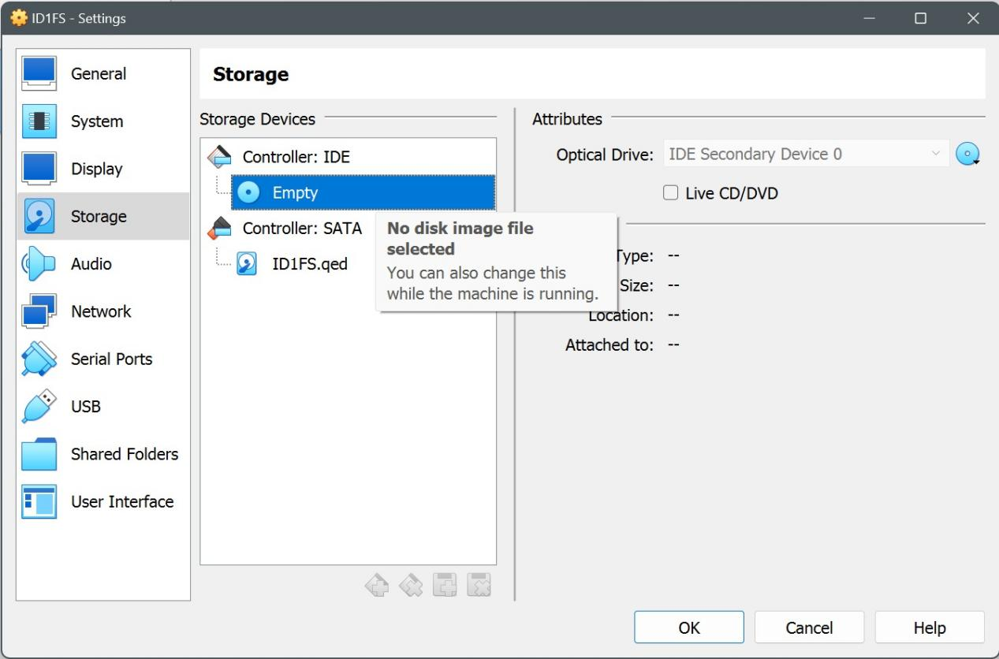 ID1FS - Settings
General
System
Display
Storage
Audio
Network
Serial Ports
USB
Shared Folders
User Interface
Storage
Storage Devices
Controller: IDE
Empty
Controller: SATA
ID1FS.qed
No disk image file
selected
You can also change this
while the machine is running.
Attributes
Optical Drive: IDE Secondary Device 0
Live CD/DVD
Type: --
Size: --
Location: --
Attached to: --
OK
Cancel
Help